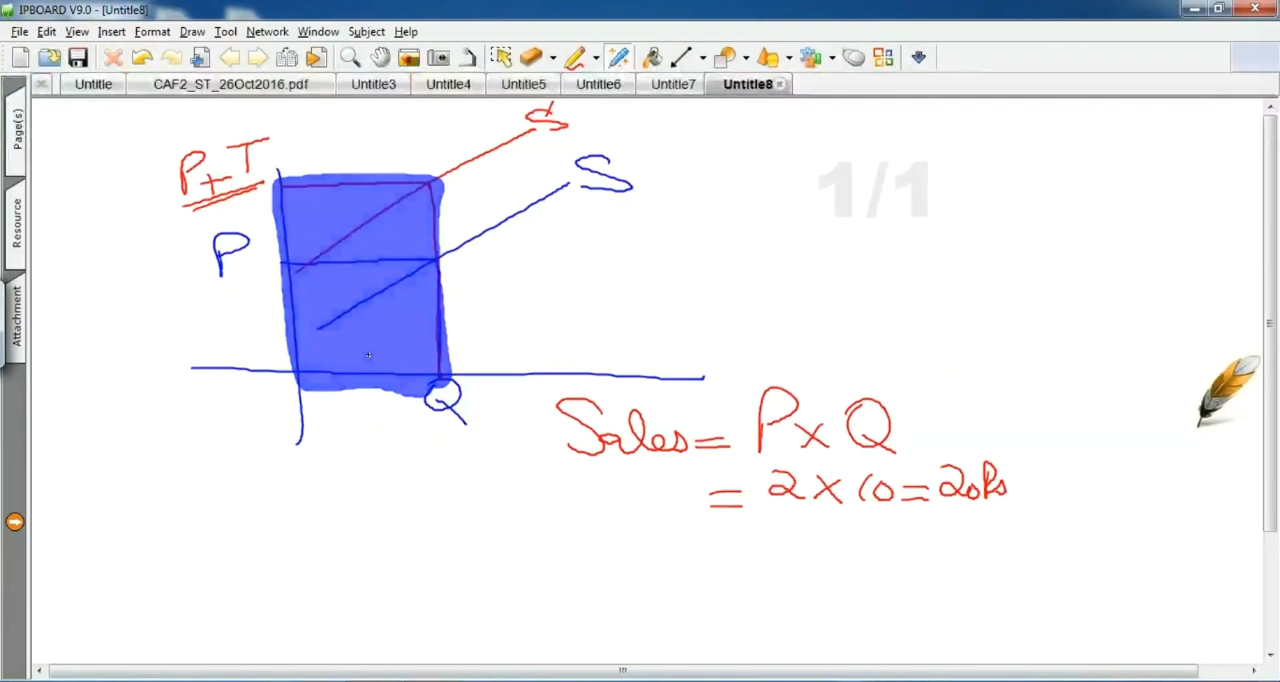 IPBOARD V9.0 - [Untitled8]
File Edit View Insert Format Draw Tool Network Window Subject Help
Untitle CAF2_ST_26Oct2016.pdf Untitle3 Untitle4 Untitle5 Untitle6 Untitle7 Untitle8
Page(s)
Resource
Attachment
1/1
S
P+T
S
P
Q
Sales = P x Q
= 2 x 10 = 20Rs